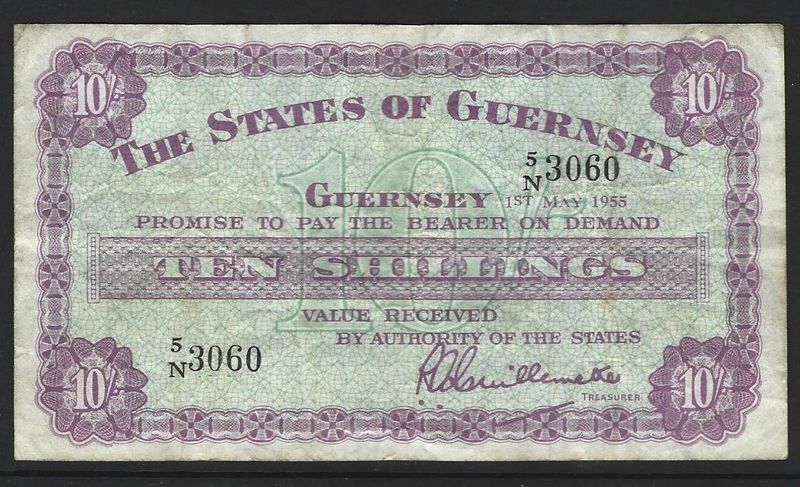 10/- 10/-
THE STATES OF GUERNSEY
5/N 3060
GUERNSEY 1ST MAY 1955
PROMISE TO PAY THE BEARER ON DEMAND
10
TEN SHILLINGS
VALUE RECEIVED
BY AUTHORITY OF THE STATES
5/N 3060
TREASURER
10/- 10/-